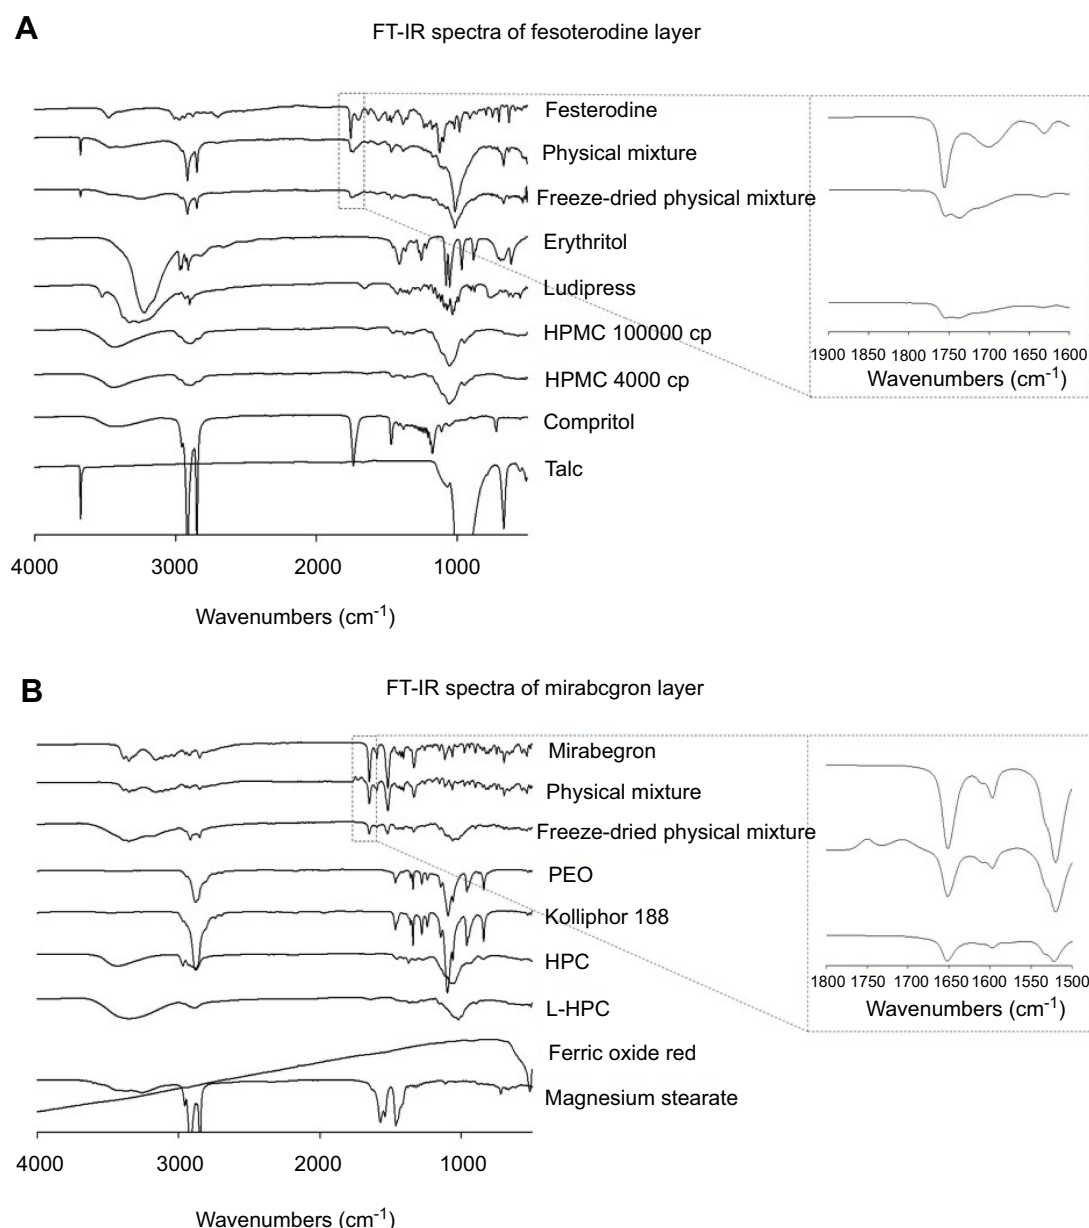 A
FT-IR spectra of fesoterodine layer
Festerodine
Physical mixture
Freeze-dried physical mixture
Erythritol
Ludipress
HPMC 100000 cp
HPMC 4000 cp
Compritol
Talc
4000 3000 2000 1000
Wavenumbers (cm-1)
1900 1850 1800 1750 1700 1650 1600
Wavenumbers (cm-1)
B
FT-IR spectra of mirabcgron layer
Mirabegron
Physical mixture
Freeze-dried physical mixture
PEO
Kolliphor 188
HPC
L-HPC
Ferric oxide red
Magnesium stearate
4000 3000 2000 1000
Wavenumbers (cm-1)
1800 1750 1700 1650 1600 1550 1500
Wavenumbers (cm-1)